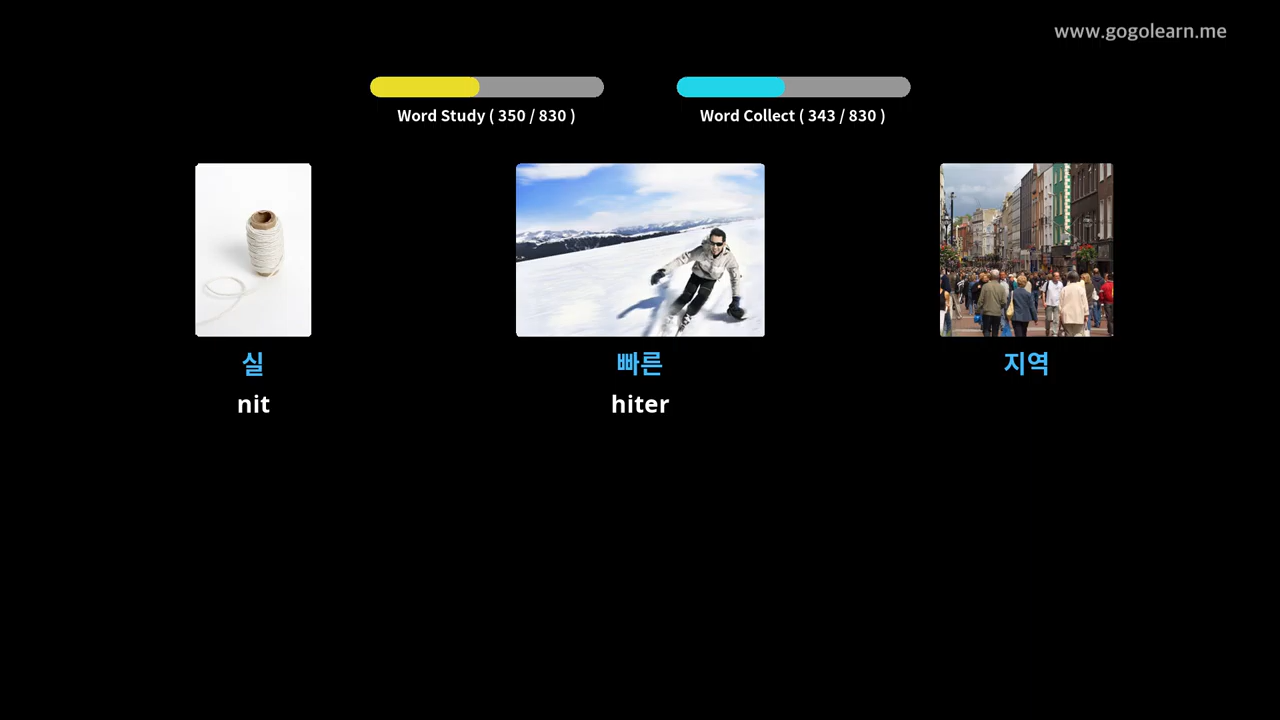 www.gogolearn.me
Word Study ( 350 / 830 )
Word Collect ( 343 / 830 )
실
nit
빠른
hiter
지역